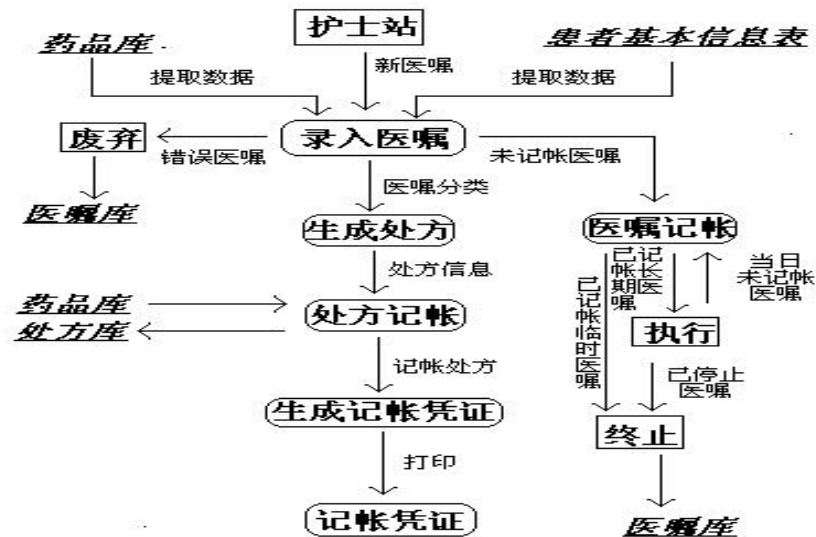 药品库
护士站
患者基本信息表
提取数据
新医嘱
提取数据
废弃
错误医嘱
录入医嘱
未记帐医嘱
医嘱库
医嘱分类
生成处方
医嘱记帐
处方信息
已记帐临时医嘱
已记帐长期医嘱
当日
未记帐
医嘱
药品库
处方库
处方记帐
执行
记帐处方
已停止
医嘱
生成记帐凭证
终止
打印
记帐凭证
医嘱库